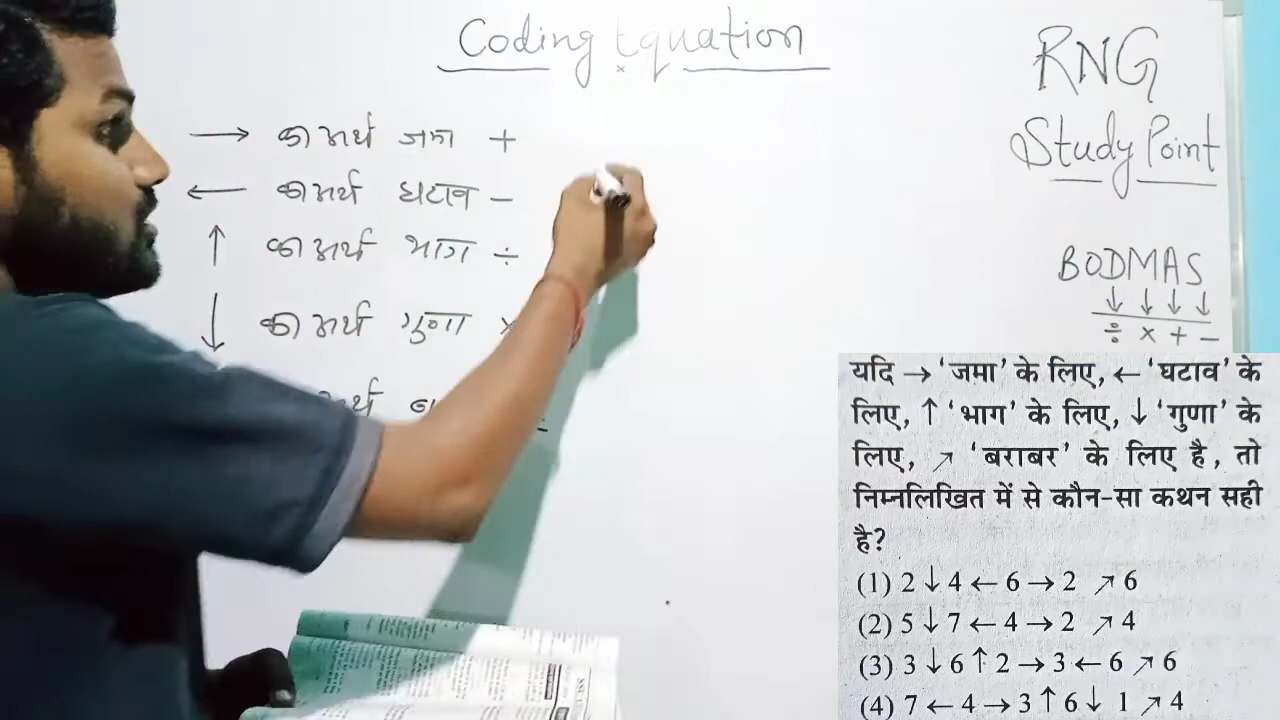 Coding Equation
RNG
Study Point
→ का अर्थ जमा +
← का अर्थ घटाव −
↑ का अर्थ भाग ÷
↓ का अर्थ गुणा ×
BODMAS
↓ ↓ ↓ ↓
÷ × + −
यदि → 'जमा' के लिए, ← 'घटाव' के
लिए, ↑ 'भाग' के लिए, ↓ 'गुणा' के
लिए, ↗ 'बराबर' के लिए है, तो
निम्नलिखित में से कौन-सा कथन सही
है?
(1) 2 ↓ 4 ← 6 → 2 ↗ 6
(2) 5 ↓ 7 ← 4 → 2 ↗ 4
(3) 3 ↓ 6 ↑ 2 → 3 ← 6 ↗ 6
(4) 7 ← 4 → 3 ↑ 6 ↓ 1 ↗ 4